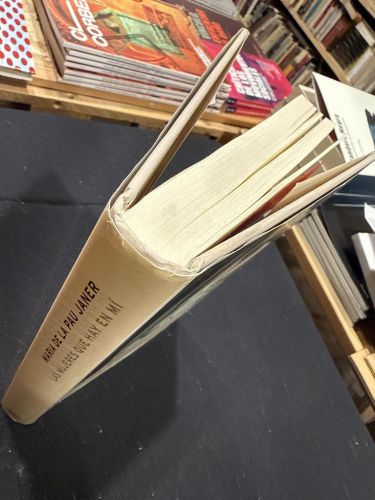 MARIA DE LA PAU JANER
LAS MUJERES QUE HAY EN MÍ